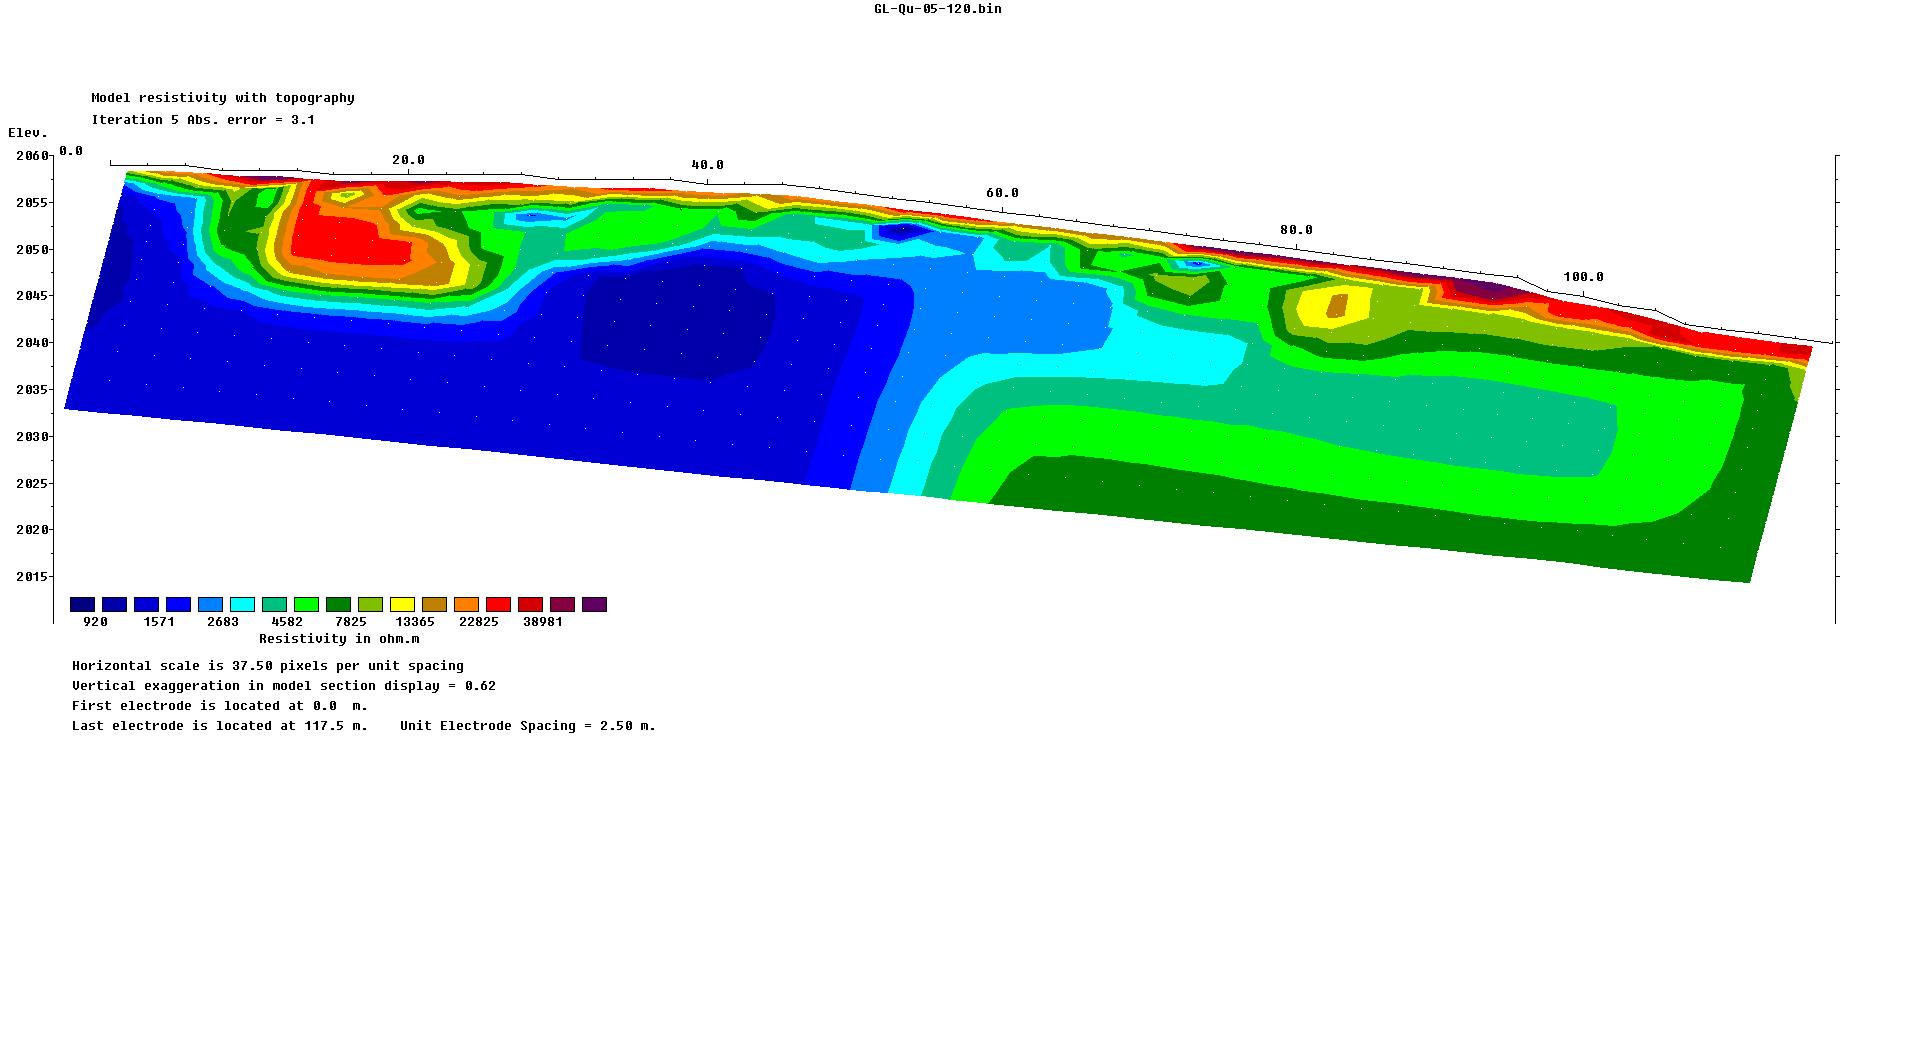 GL-Qu-05-120.bin
Model resistivity with topography
Iteration 5 Abs. error = 3.1
Elev.
2060
0.0
20.0
40.0
60.0
80.0
100.0
2055
2050
2045
2040
2035
2030
2025
2020
2015
920 1571 2683 4582 7825 13365 22825 38981
Resistivity in ohm.m
Horizontal scale is 37.50 pixels per unit spacing
Vertical exaggeration in model section display = 0.62
First electrode is located at 0.0 m.
Last electrode is located at 117.5 m. Unit Electrode Spacing = 2.50 m.